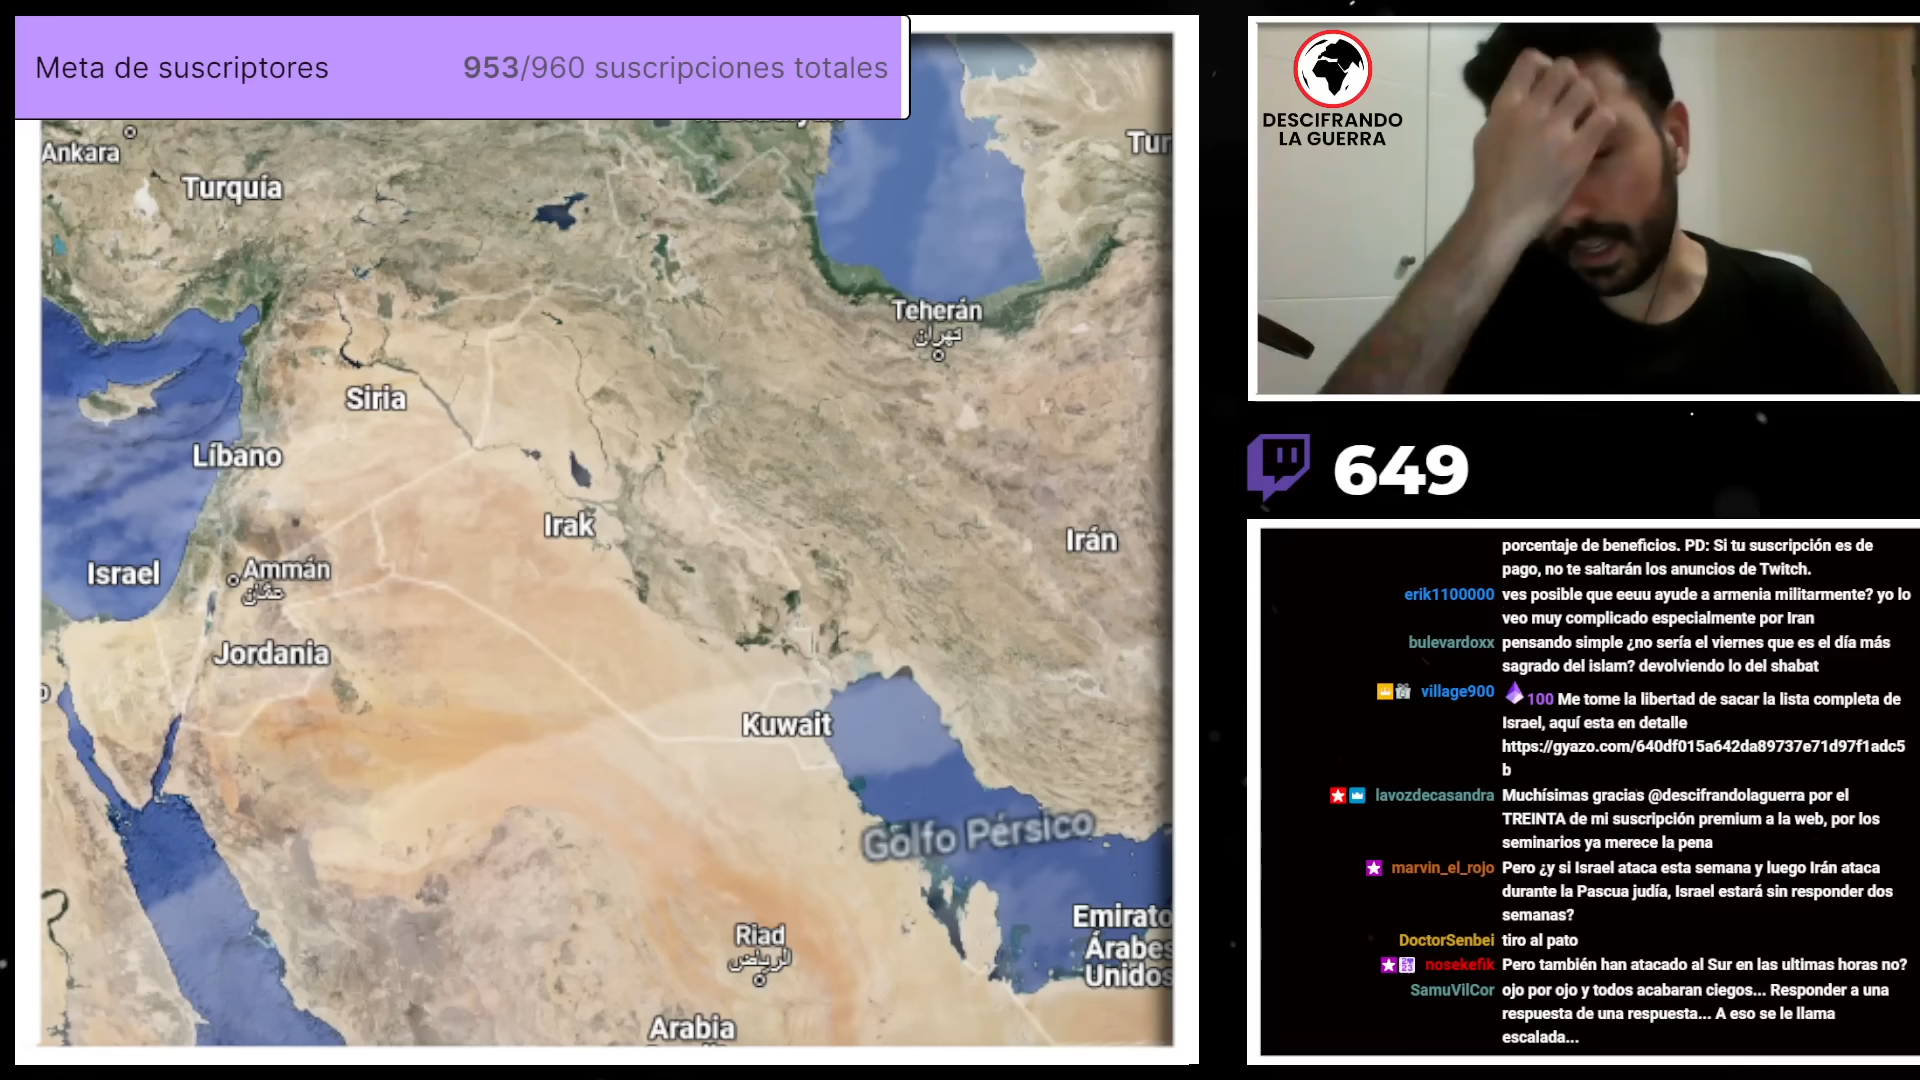 Meta de suscriptores 953/960 suscripciones totales
Ankara
Turquía
Tur
Teherán
تهران
Siria
Líbano
Irak
Irán
Israel
Ammán
عمّان
Jordania
Kuwait
Golfo Pérsico
Emirato
Árabes
Unidos
Riad
الرياض
Arabia
DESCIFRANDO
LA GUERRA
649
porcentaje de beneficios. PD: Si tu suscripción es de
pago, no te saltarán los anuncios de Twitch.
erik1100000 ves posible que eeuu ayude a armenia militarmente? yo lo
veo muy complicado especialmente por Iran
bulevardoxx pensando simple ¿no sería el viernes que es el día más
sagrado del islam? devolviendo lo del shabat
village900 100 Me tome la libertad de sacar la lista completa de
Israel, aquí esta en detalle
https://gyazo.com/640df015a642da89737e71d97f1adc5
b
lavozdecasandra Muchísimas gracias @descifrandolaguerra por el
TREINTA de mi suscripción premium a la web, por los
seminarios ya merece la pena
marvin_el_rojo Pero ¿y si Israel ataca esta semana y luego Irán ataca
durante la Pascua judía, Israel estará sin responder dos
semanas?
DoctorSenbei tiro al pato
nosekefik Pero también han atacado al Sur en las ultimas horas no?
SamuVilCor ojo por ojo y todos acabaran ciegos... Responder a una
respuesta de una respuesta... A eso se le llama
escalada...